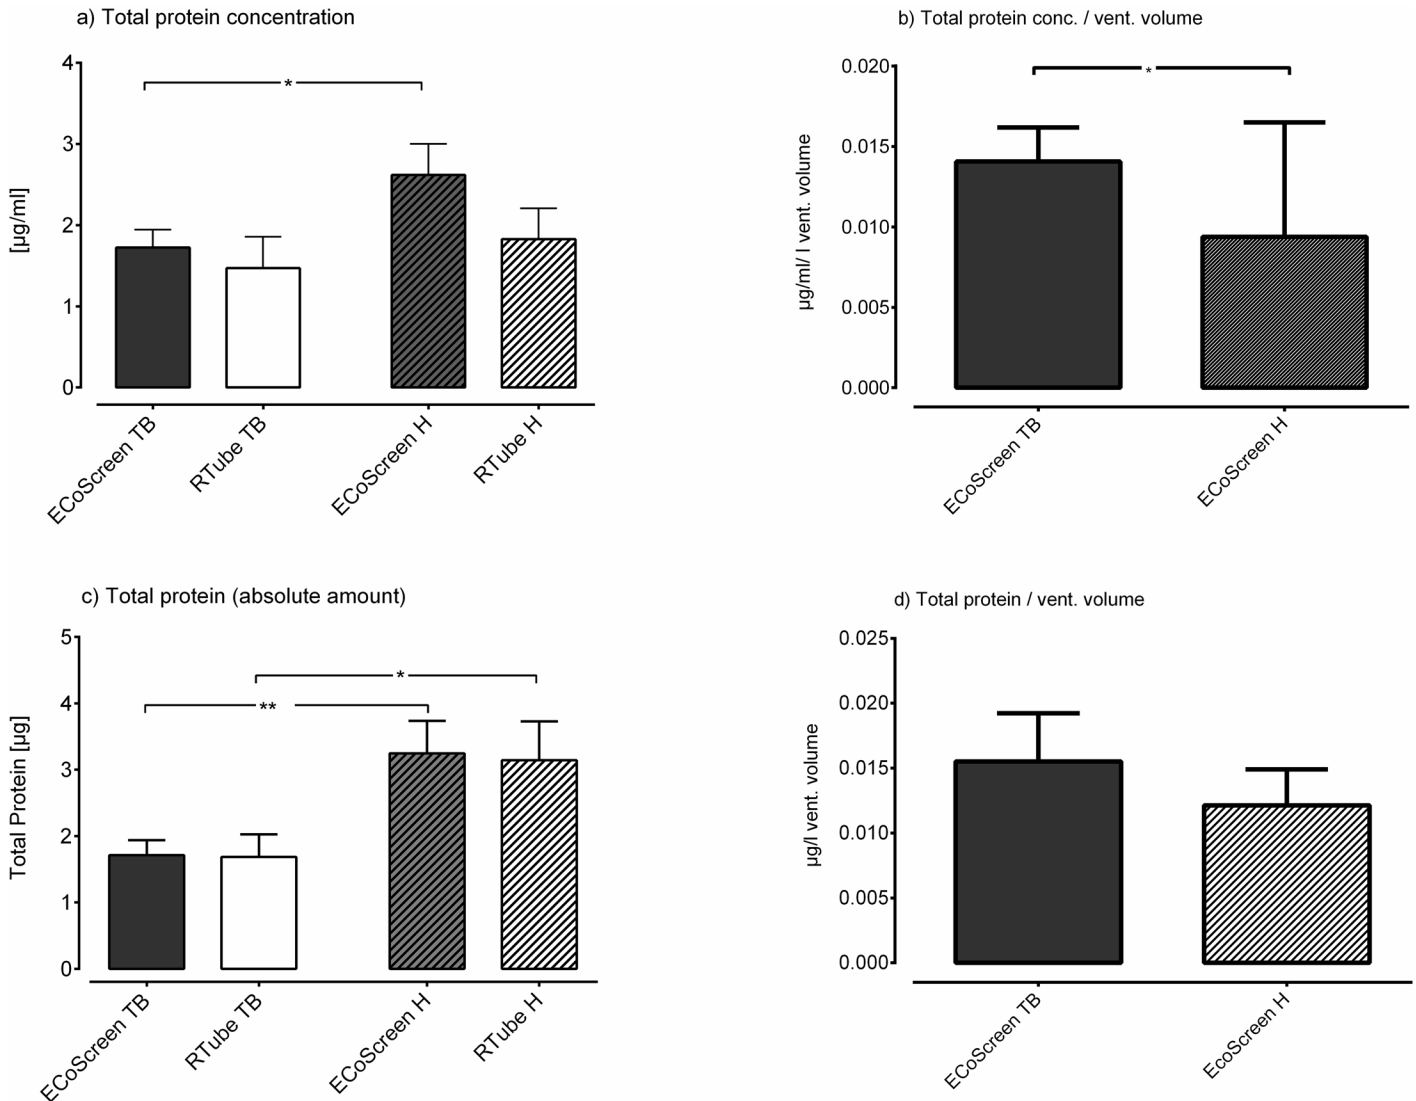 a) Total protein concentration
[µg/ml]
4
3
2
1
0
*
ECoScreen TB
RTube TB
ECoScreen H
RTube H
b) Total protein conc. / vent. volume
µg/ml/ l vent. volume
0.020
0.015
0.010
0.005
0.000
*
ECoScreen TB
ECoScreen H
c) Total protein (absolute amount)
Total Protein [µg]
5
4
3
2
1
0
*
**
ECoScreen TB
RTube TB
ECoScreen H
RTube H
d) Total protein / vent. volume
µg/l vent. volume
0.025
0.020
0.015
0.010
0.005
0.000
ECoScreen TB
EcoScreen H